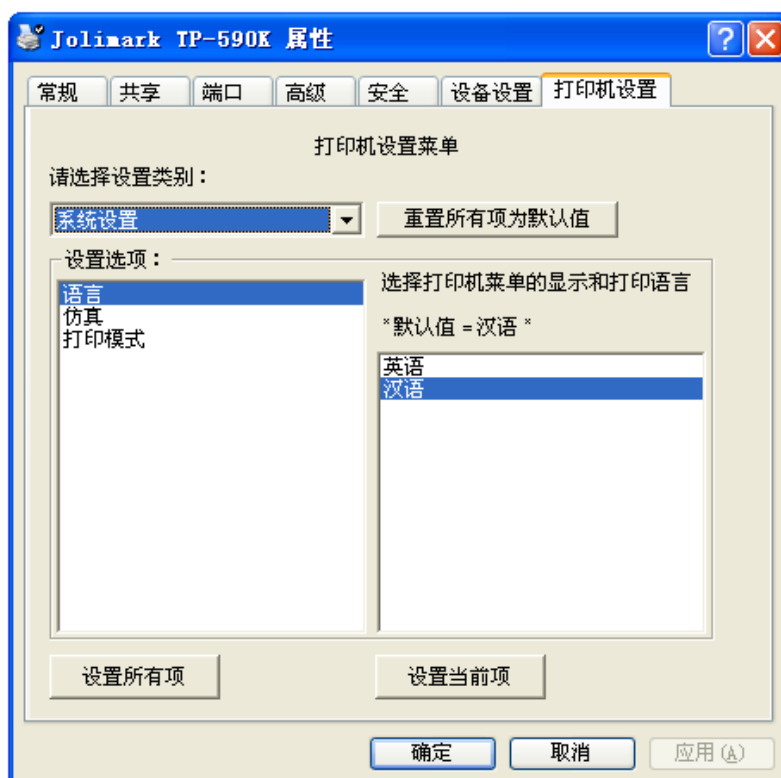 Jolimark TP-590K 属性
常规 共享 端口 高级 安全 设备设置 打印机设置
打印机设置菜单
请选择设置类别：
系统设置 重置所有项为默认值
设置选项：
语言
仿真
打印模式
选择打印机菜单的显示和打印语言
*默认值 =汉语 *
英语
汉语
设置所有项 设置当前项
确定 取消 应用(A)